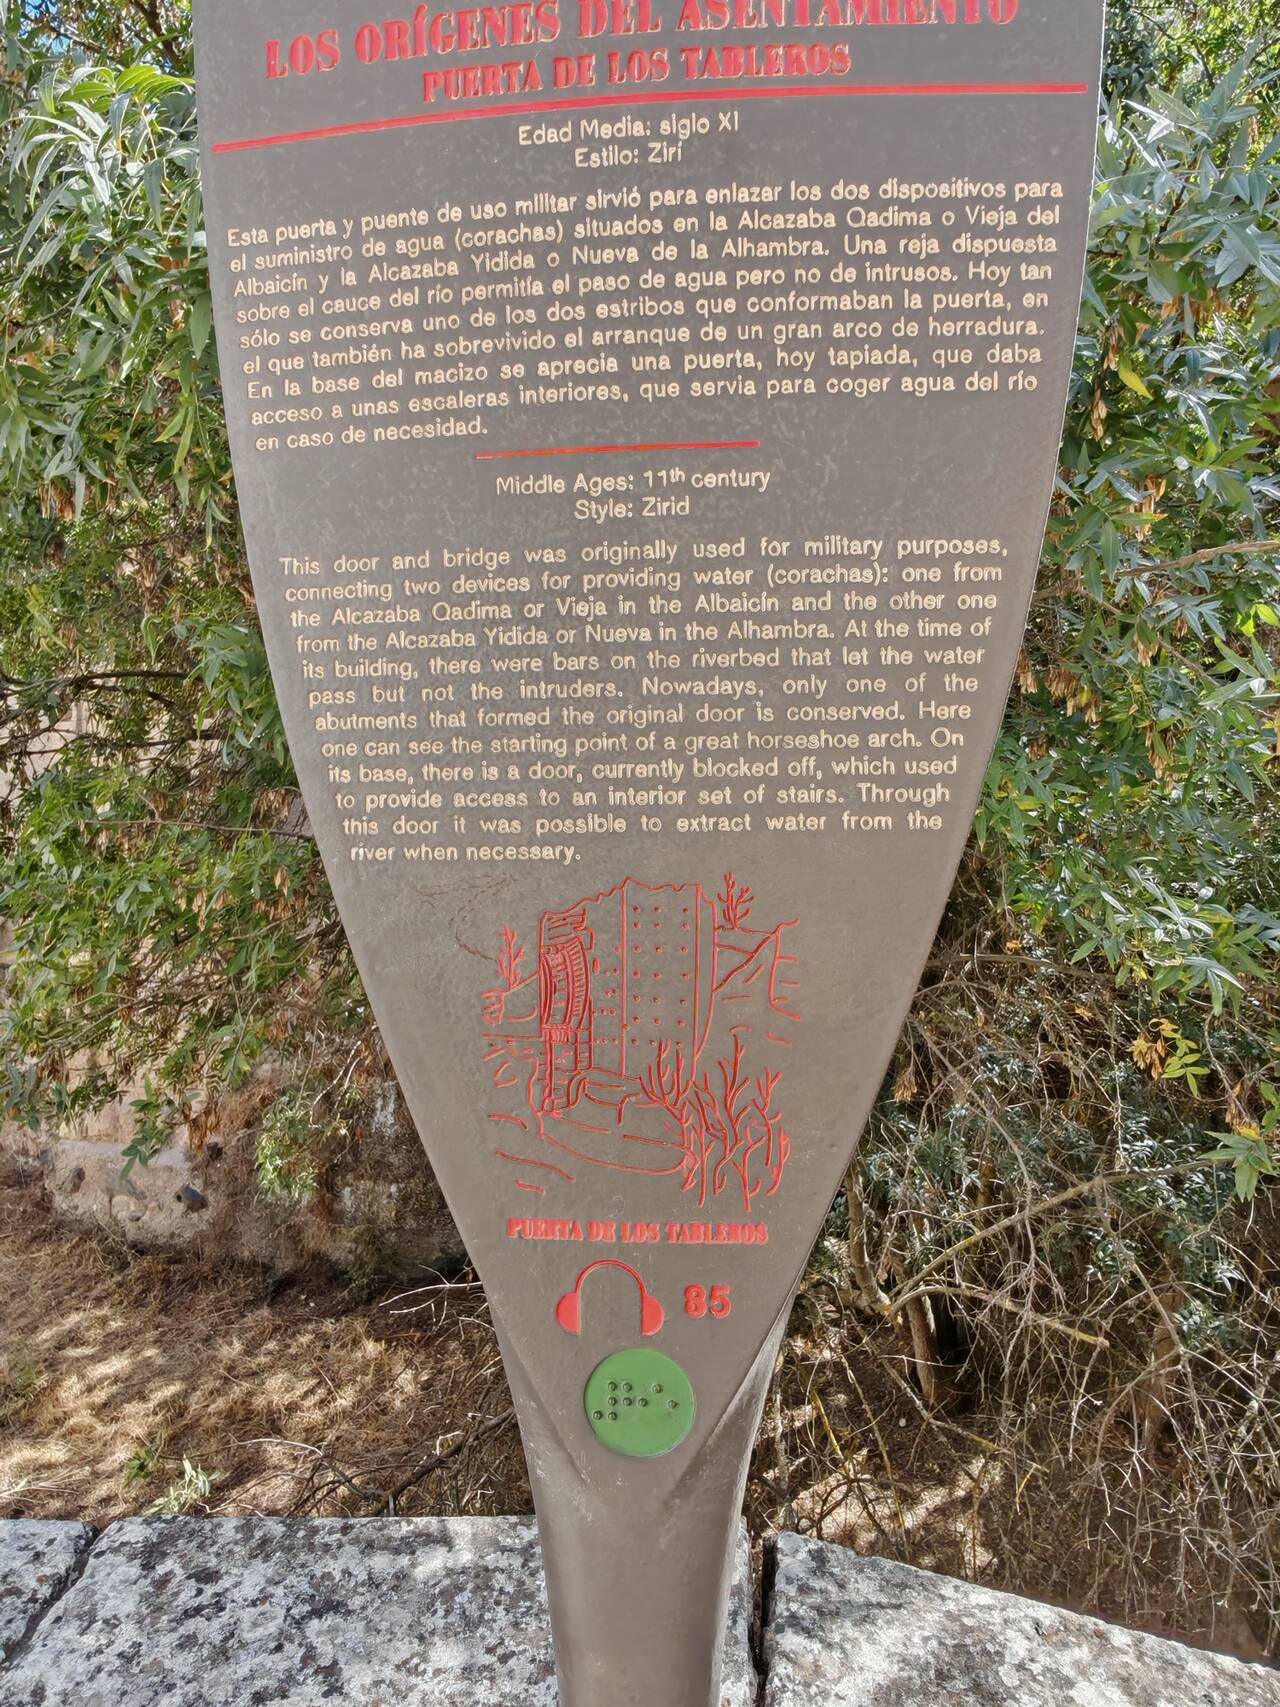 LOS ORÍGENES DEL ASENTAMIENTO
PUERTA DE LOS TABLEROS
Edad Media: siglo XI
Estilo: Zirí
Esta puerta y puente de uso militar sirvió para enlazar los dos dispositivos para
el suministro de agua (corachas) situados en la Alcazaba Qadima o Vieja del
Albaicín y la Alcazaba Yidida o Nueva de la Alhambra. Una reja dispuesta
sobre el cauce del río permitía el paso de agua pero no de intrusos. Hoy tan
sólo se conserva uno de los dos estribos que conformaban la puerta, en
el que también ha sobrevivido el arranque de un gran arco de herradura.
En la base del macizo se aprecia una puerta, hoy tapiada, que daba
acceso a unas escaleras interiores, que servia para coger agua del río
en caso de necesidad.
Middle Ages: 11th century
Style: Zirid
This door and bridge was originally used for military purposes,
connecting two devices for providing water (corachas): one from
the Alcazaba Qadima or Vieja in the Albaicín and the other one
from the Alcazaba Yidida or Nueva in the Alhambra. At the time of
its building, there were bars on the riverbed that let the water
pass but not the intruders. Nowadays, only one of the
abutments that formed the original door is conserved. Here
one can see the starting point of a great horseshoe arch. On
its base, there is a door, currently blocked off, which used
to provide access to an interior set of stairs. Through
this door it was possible to extract water from the
river when necessary.
PUERTA DE LOS TABLEROS
85